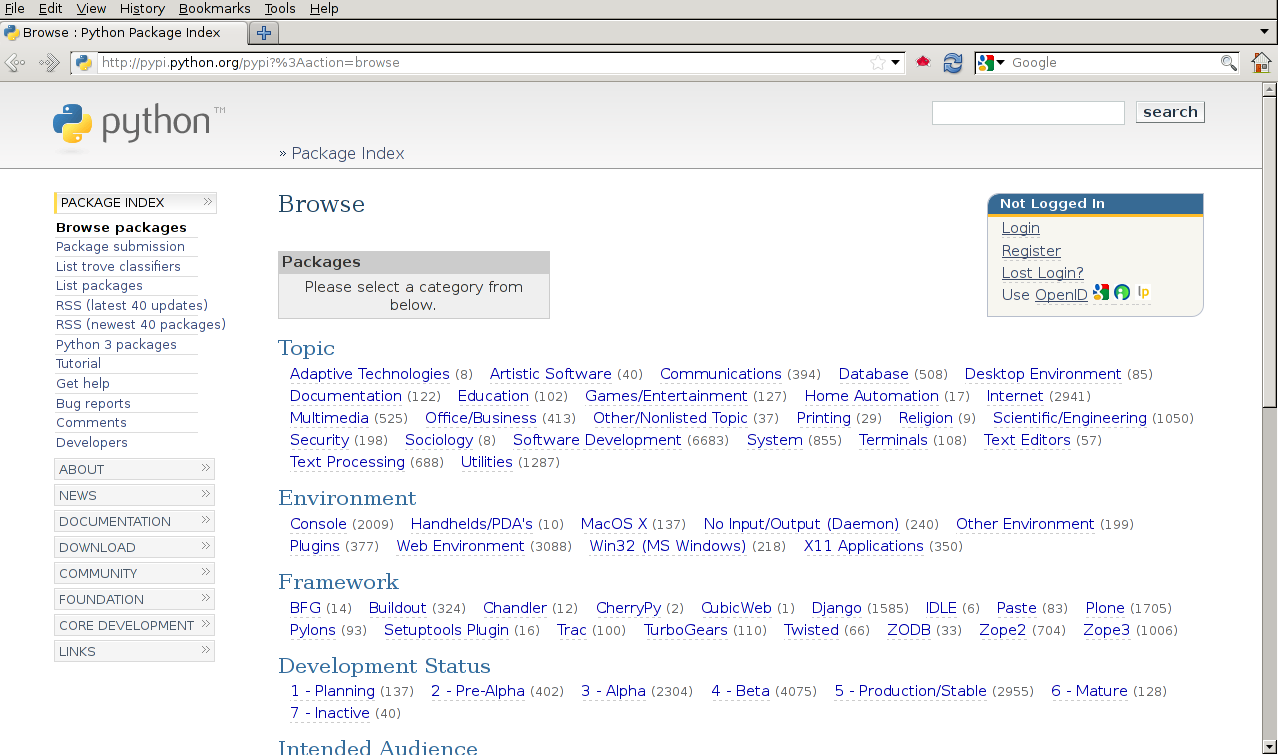 File Edit View History Bookmarks Tools Help
Browse : Python Package Index
http://pypi.python.org/pypi?%3Aaction=browse
Google
python™
search
» Package Index
PACKAGE INDEX »
Browse packages
Package submission
List trove classifiers
List packages
RSS (latest 40 updates)
RSS (newest 40 packages)
Python 3 packages
Tutorial
Get help
Bug reports
Comments
Developers
ABOUT »
NEWS »
DOCUMENTATION »
DOWNLOAD »
COMMUNITY »
FOUNDATION »
CORE DEVELOPMENT »
LINKS »
Browse
Not Logged In
Login
Register
Lost Login?
Use OpenID lp
Packages
Please select a category from
below.
Topic
Adaptive Technologies (8) Artistic Software (40) Communications (394) Database (508) Desktop Environment (85)
Documentation (122) Education (102) Games/Entertainment (127) Home Automation (17) Internet (2941)
Multimedia (525) Office/Business (413) Other/Nonlisted Topic (37) Printing (29) Religion (9) Scientific/Engineering (1050)
Security (198) Sociology (8) Software Development (6683) System (855) Terminals (108) Text Editors (57)
Text Processing (688) Utilities (1287)
Environment
Console (2009) Handhelds/PDA's (10) MacOS X (137) No Input/Output (Daemon) (240) Other Environment (199)
Plugins (377) Web Environment (3088) Win32 (MS Windows) (218) X11 Applications (350)
Framework
BFG (14) Buildout (324) Chandler (12) CherryPy (2) CubicWeb (1) Django (1585) IDLE (6) Paste (83) Plone (1705)
Pylons (93) Setuptools Plugin (16) Trac (100) TurboGears (110) Twisted (66) ZODB (33) Zope2 (704) Zope3 (1006)
Development Status
1 - Planning (137) 2 - Pre-Alpha (402) 3 - Alpha (2304) 4 - Beta (4075) 5 - Production/Stable (2955) 6 - Mature (128)
7 - Inactive (40)
Intended Audience